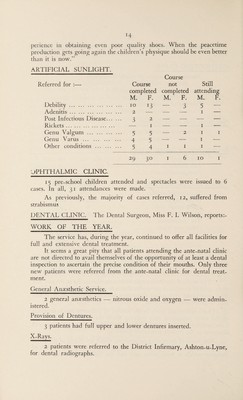 14
perience to obtaining even poor quality shoes. When the peacetime
production gets going again the children's physique should be even better
than it is now."
ARTIFICIAL SUNLIGHT.
Course
Referred for :— Course not Still
completed completed attending
M. F. M. F. M. F.
Debility ... ... ... ... ... 10 13 — 3 5 —
Adenitis ... ... ... ... ... 2 — — — 1 —
Post Infectious Disease... ... 3 2 — — — —
Rickets ... ... ... ... ... — 1 — — 1 —
Genu Valgum ... ... ... 5 5 — 2 1 1
Genu Varus ... ... ... 4 5 — — 1 —
Other conditions ... ... 5 4 1 1 1 —
29 30 1 6 10 1
OPHTHALMIC CLINIC.
15 pre-school children attended and spectacles were issued to 6
cases. In all, 31 attendances were made.
As previously, the majority of cases referred, 12, suffered from
strabismus
DENTAL CLINIC. The Dental Surgeon, Miss F. I. Wilson, reports:-
WORK OF THE YEAR.
The service has, during the year, continued to offer all facilities for
full and extensive dental treatment.
It seems a great pity that all patients attending the ante-natal clinic
are not directed to avail themselves of the opportunity of at least a dental
inspection to ascertain the precise condition of their mouths. Only three
new patients were referred from the ante-natal clinic for dental treat-
ment.
General Anæsthetic Service.
2 general anæsthetics — nitrous oxide and oxygen — were admin-
istered.
Provision of Dentures.
3 patients had full upper and lower dentures inserted.
X-Rays.
2 patients were referred to the District Infirmary, Ashton-u-Lyne,
for dental radiographs.